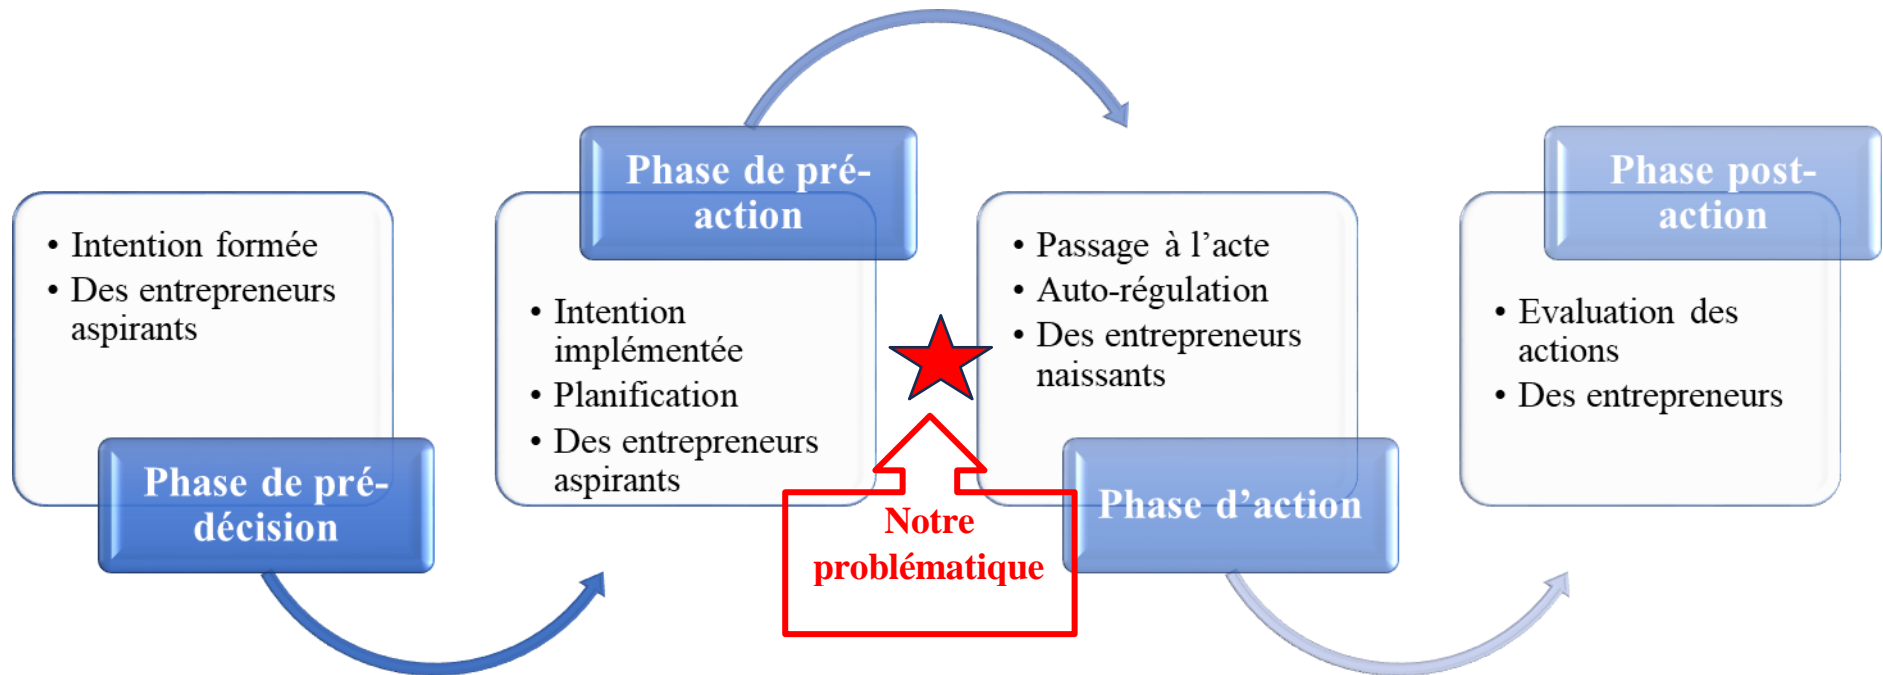 • Intention formée
• Des entrepreneurs
aspirants
Phase de pré-
décision
Phase de pré-
action
• Intention
implémentée
• Planification
• Des entrepreneurs
aspirants
Notre
problématique
• Passage à l’acte
• Auto-régulation
• Des entrepreneurs
naissants
Phase d’action
Phase post-
action
• Evaluation des
actions
• Des entrepreneurs